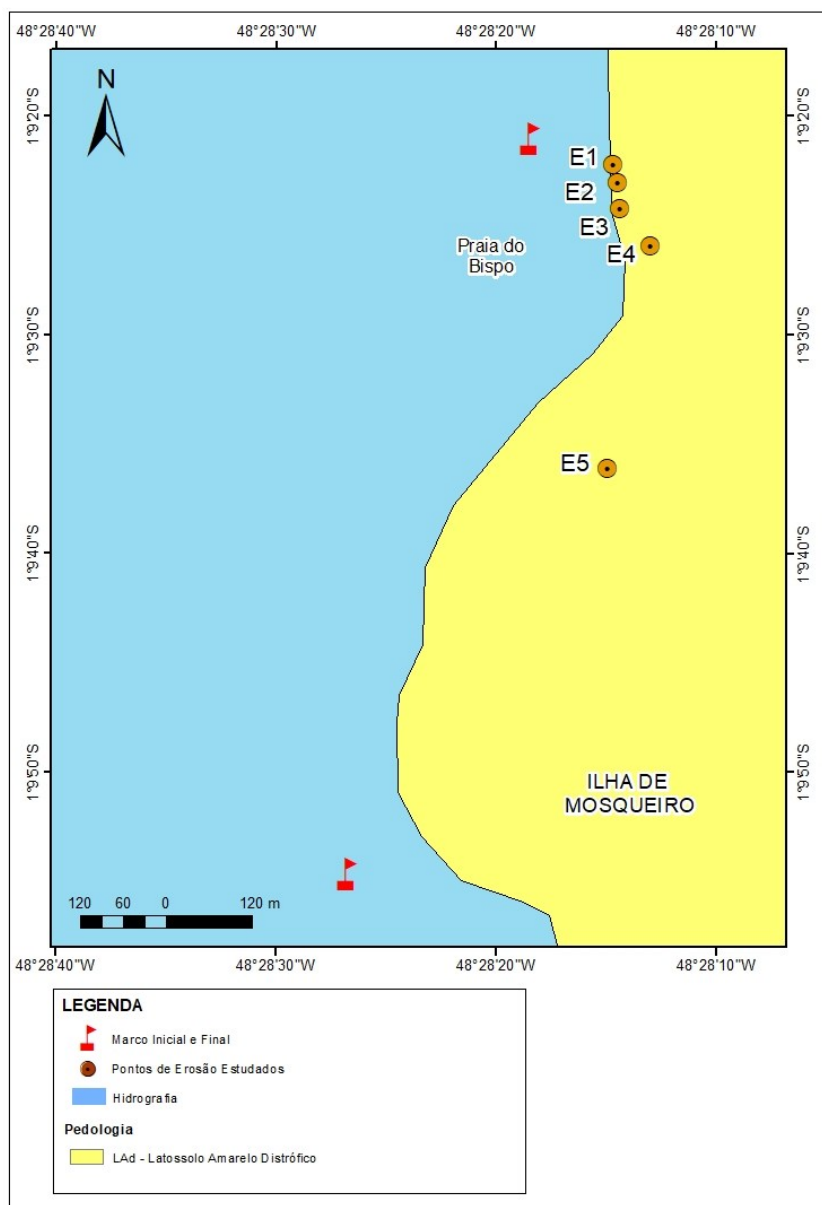 48°28'40"W 48°28'30"W 48°28'20"W 48°28'10"W
N
1°9'20"S 1°9'20"S
E1
E2
E3
E4
Praia do
Bispo
1°9'30"S 1°9'30"S
E5
1°9'40"S 1°9'40"S
1°9'50"S 1°9'50"S
ILHA DE
MOSQUEIRO
120 60 0 120 m
48°28'40"W 48°28'30"W 48°28'20"W 48°28'10"W
LEGENDA
Marco Inicial e Final
Pontos de Erosão Estudados
Hidrografia
Pedologia
LAd - Latossolo Amarelo Distrófico